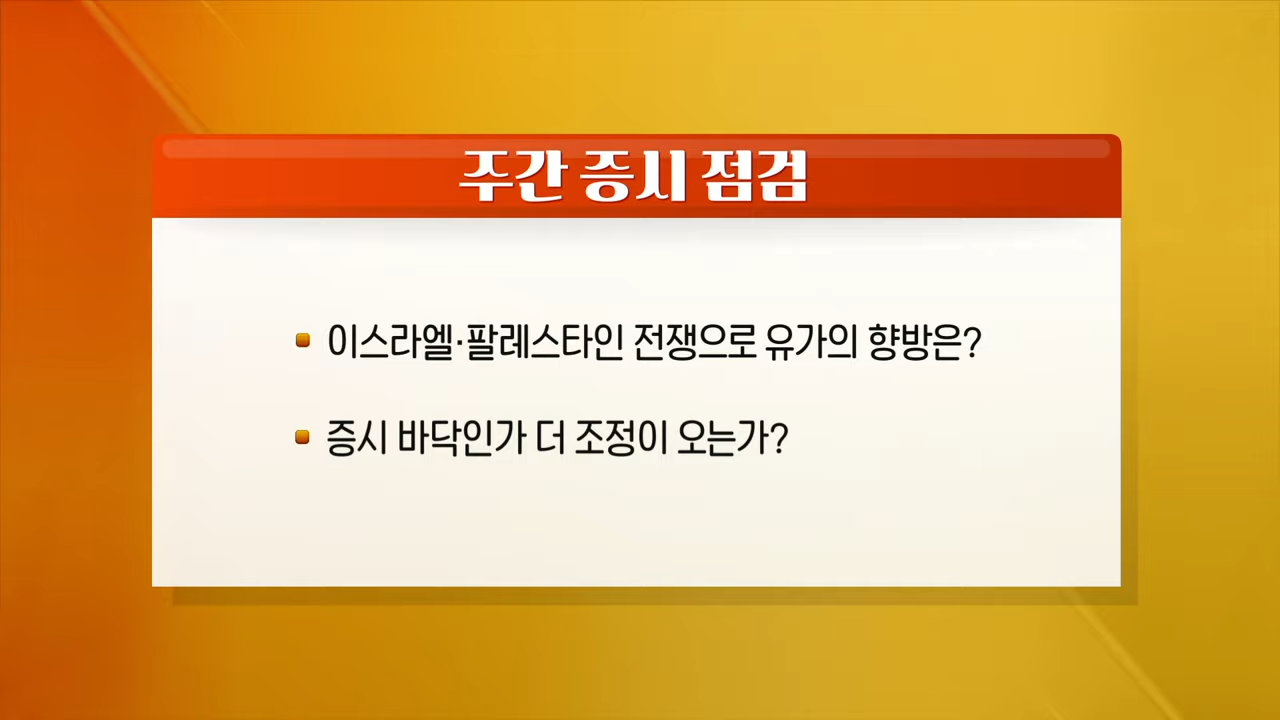 주간 증시 점검
이스라엘·팔레스타인 전쟁으로 유가의 향방은?
증시 바닥인가 더 조정이 오는가?